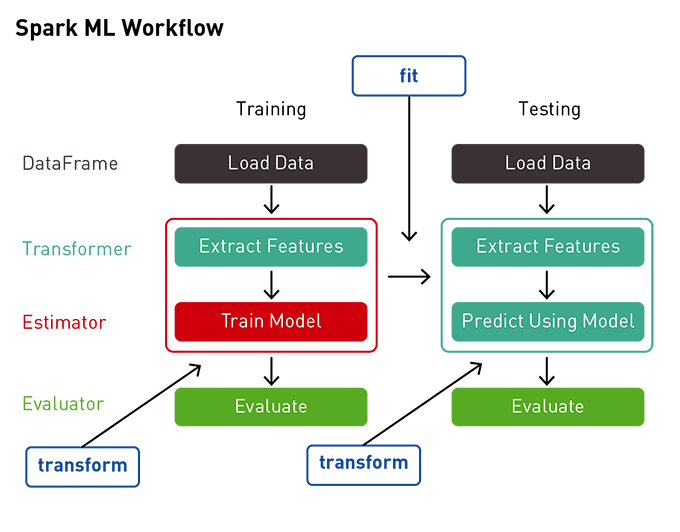 Spark ML Workflow
fit
Training
Testing
DataFrame
Load Data
Load Data
Transformer
Extract Features
Extract Features
Estimator
Train Model
Predict Using Model
Evaluator
Evaluate
Evaluate
transform
transform